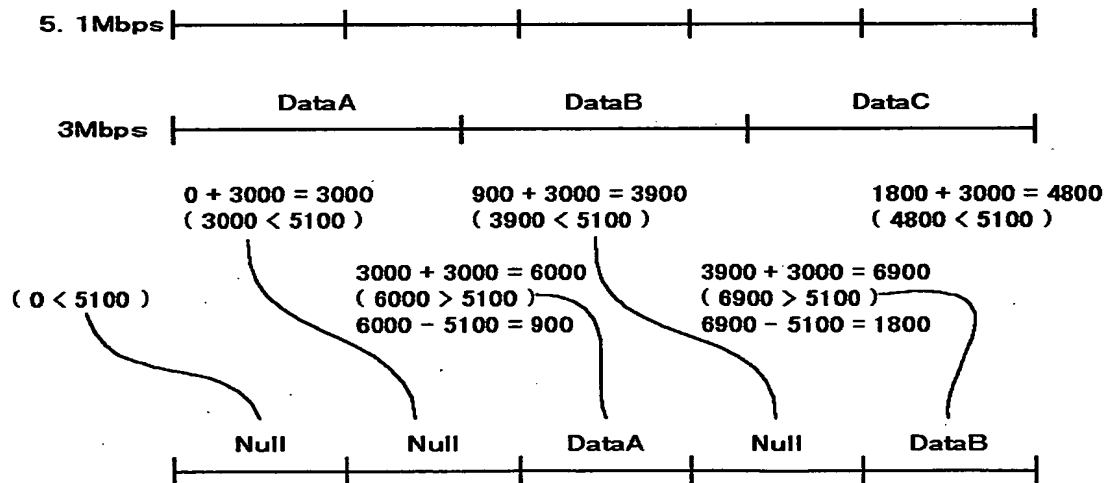 5. 1Mbps
DataA DataB DataC
3Mbps
0 + 3000 = 3000 900 + 3000 = 3900 1800 + 3000 = 4800
( 3000 < 5100 ) ( 3900 < 5100 ) ( 4800 < 5100 )
3000 + 3000 = 6000 3900 + 3000 = 6900
( 0 < 5100 ) ( 6000 > 5100 ) ( 6900 > 5100 )
6000 - 5100 = 900 6900 - 5100 = 1800
Null Null DataA Null DataB